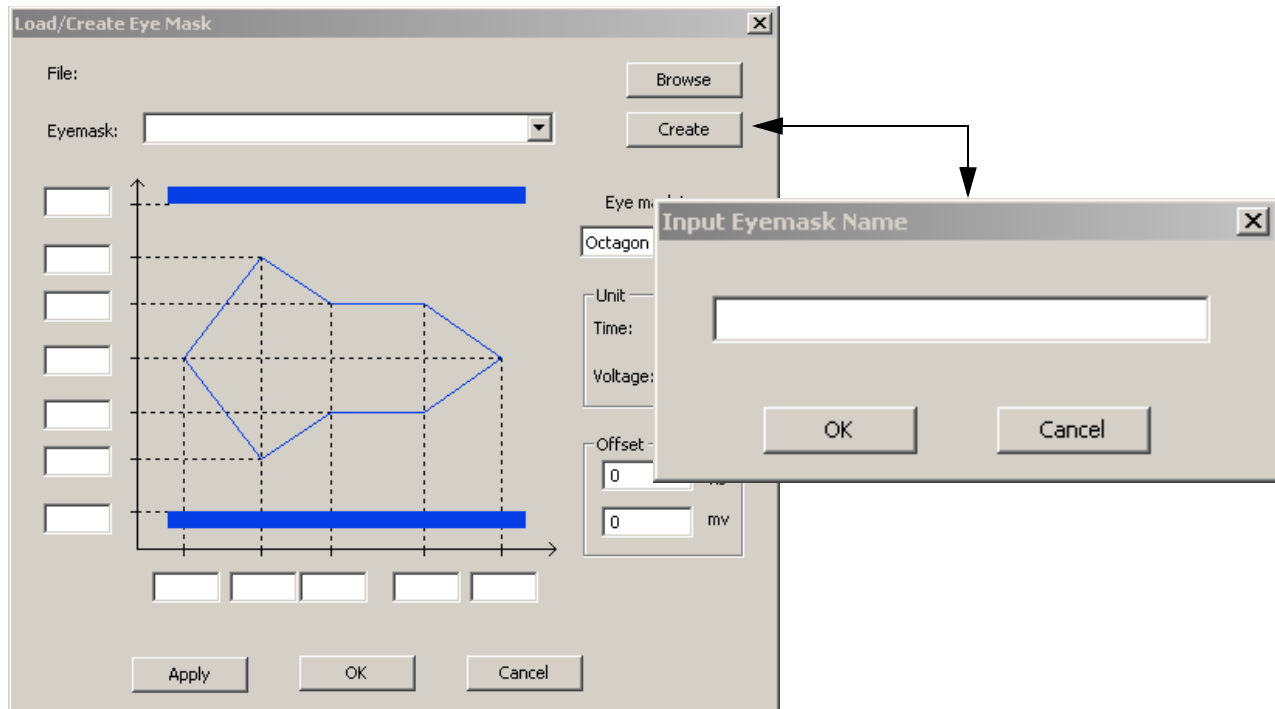 Load/Create Eye Mask
File:
Browse
Eyemask:
Create
Eye
Octagon
Input Eyemask Name
Unit
Time:
Voltage:
OK
Cancel
Offset
0
0
mv
Apply
OK
Cancel